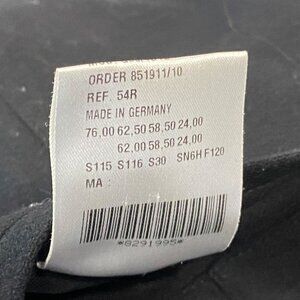 ORDER 851911/10
REF. 54R
MADE IN GERMANY
76,00 62,50 58,50 24,00
62,00 58,50 24,00
S115 S116 S30 SN6H F120
MA :
*8291995*